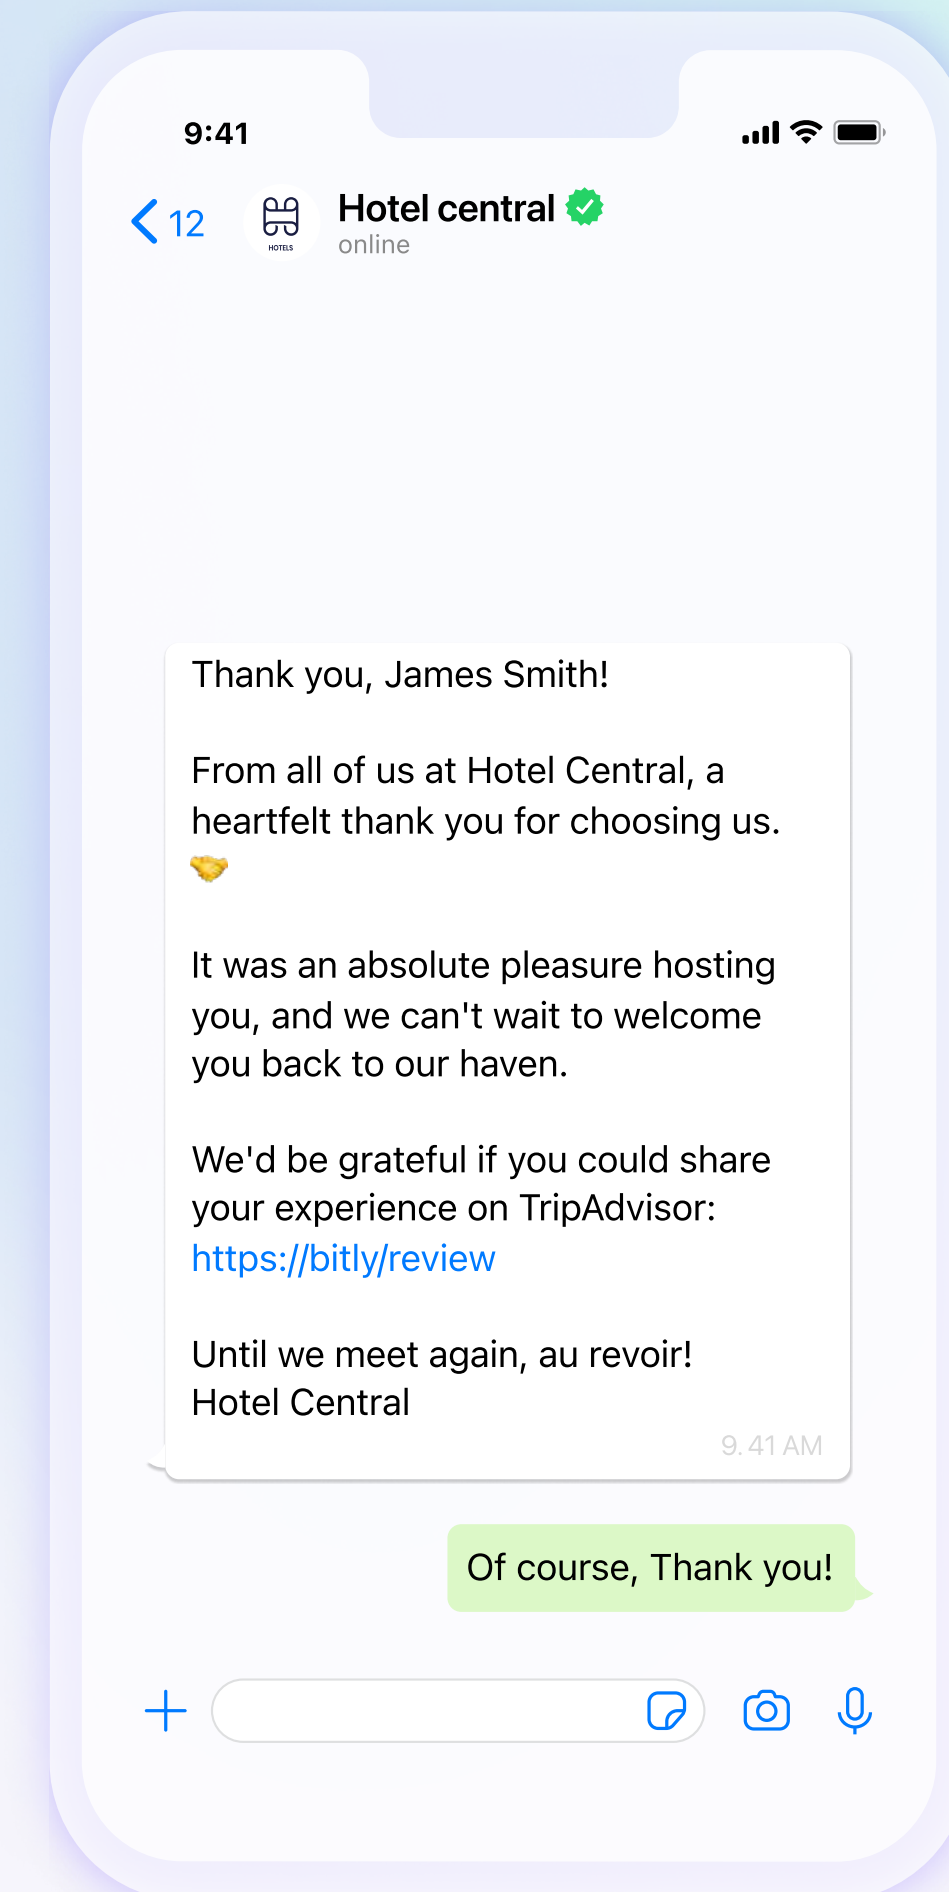 9:41
12
HOTELS
Hotel central
online
Thank you, James Smith!
From all of us at Hotel Central, a
heartfelt thank you for choosing us.
🤝
It was an absolute pleasure hosting
you, and we can't wait to welcome
you back to our haven.
We'd be grateful if you could share
your experience on TripAdvisor:
https://bitly/review
Until we meet again, au revoir!
Hotel Central
9.41 AM
Of course, Thank you!